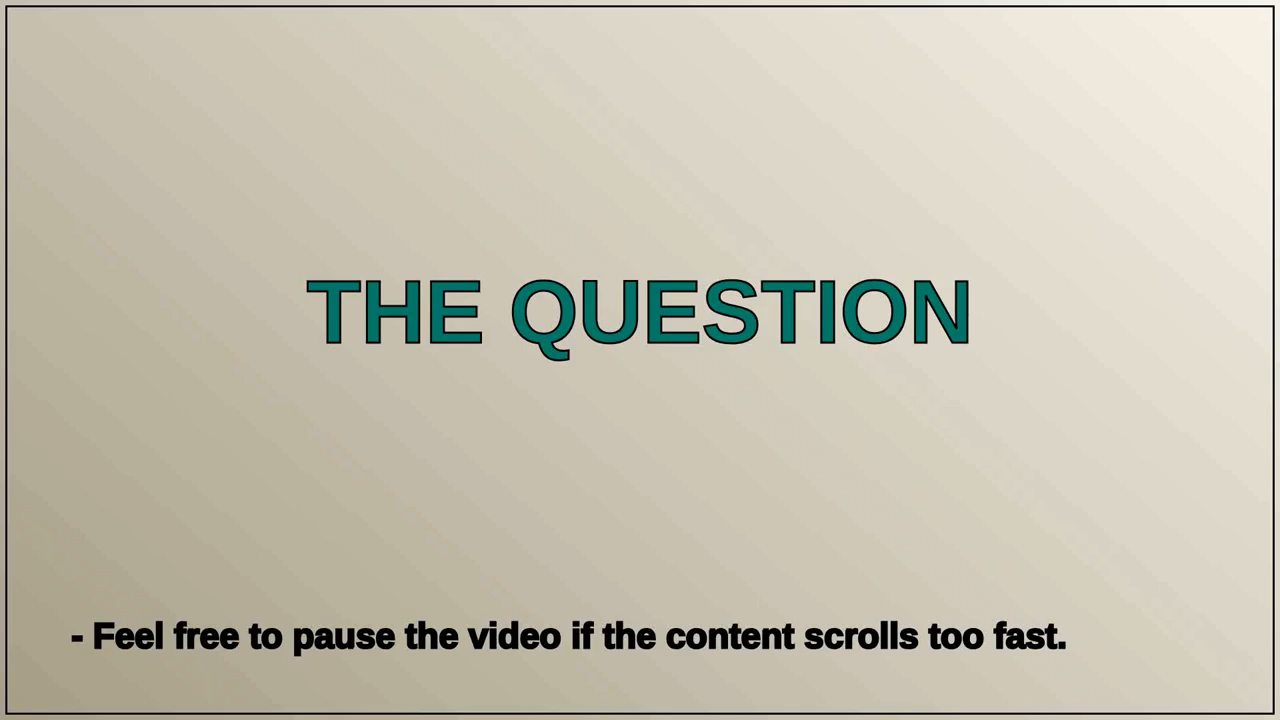 THE QUESTION
- Feel free to pause the video if the content scrolls too fast.